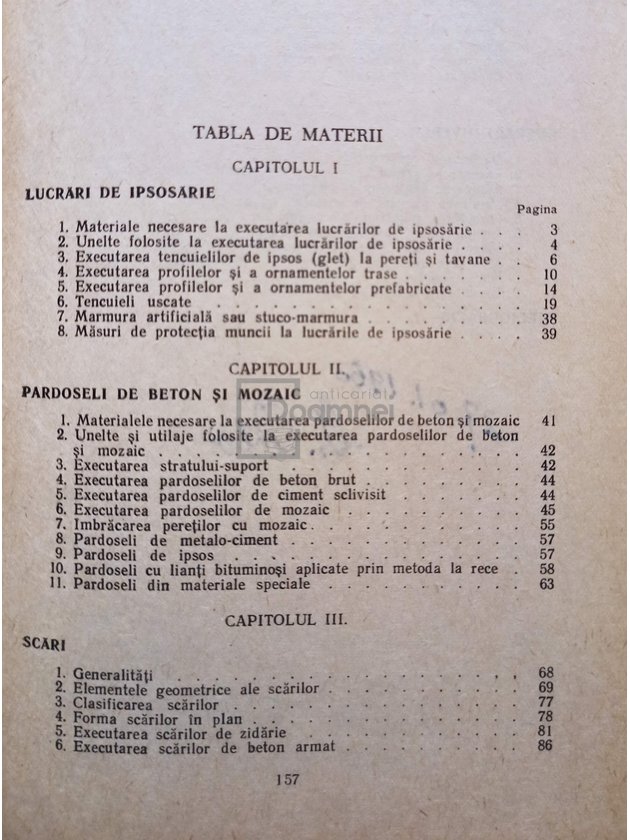 TABLA DE MATERII
CAPITOLUL I
LUCRĂRI DE IPSOSĂRIE
Pagina
1. Materiale necesare la executarea lucrărilor de ipsosărie . . . 3
2. Unelte folosite la executarea lucrărilor de ipsosărie . . . . 4
3. Executarea tencuielilor de ipsos (glet) la pereți și tavane . . 6
4. Executarea profilelor și a ornamentelor trase . . . . . . 10
5. Executarea profilelor și a ornamentelor prefabricate . . . . 14
6. Tencuieli uscate . . . . . . . . . . . . . 19
7. Marmura artificială sau stuco-marmura . . . . . . . 38
8. Măsuri de protecția muncii la lucrările de ipsosărie . . . . 39
CAPITOLUL II.
PARDOSELI DE BETON ȘI MOZAIC
anticariat
Doamnei
1. Materialele necesare la executarea pardoselilor de beton și mozaic 41
2. Unelte și utilaje folosite la executarea pardoselilor de beton
și mozaic . . . . . . . . . . . . . . . 42
3. Executarea stratului-suport . . . . . . . . . . 42
4. Executarea pardoselilor de beton brut . . . . . . . 44
5. Executarea pardoselilor de ciment sclivisit . . . . . . 44
6. Executarea pardoselilor de mozaic . . . . . . . . 45
7. Imbrăcarea pereților cu mozaic . . . . . . . . . 55
8. Pardoseli de metalo-ciment . . . . . . . . . . 57
9. Pardoseli de ipsos . . . . . . . . . . . . 57
10. Pardoseli cu lianți bituminoși aplicate prin metoda la rece . 58
11. Pardoseli din materiale speciale . . . . . . . . . 63
CAPITOLUL III.
SCĂRI
1. Generalități . . . . . . . . . . . . . . 68
2. Elementele geometrice ale scărilor . . . . . . . . 69
3. Clasificarea scărilor . . . . . . . . . . . . 77
4. Forma scărilor în plan . . . . . . . . . . . 78
5. Executarea scărilor de zidărie . . . . . . . . . 81
6. Executarea scărilor de beton armat . . . . . . . . 86
157